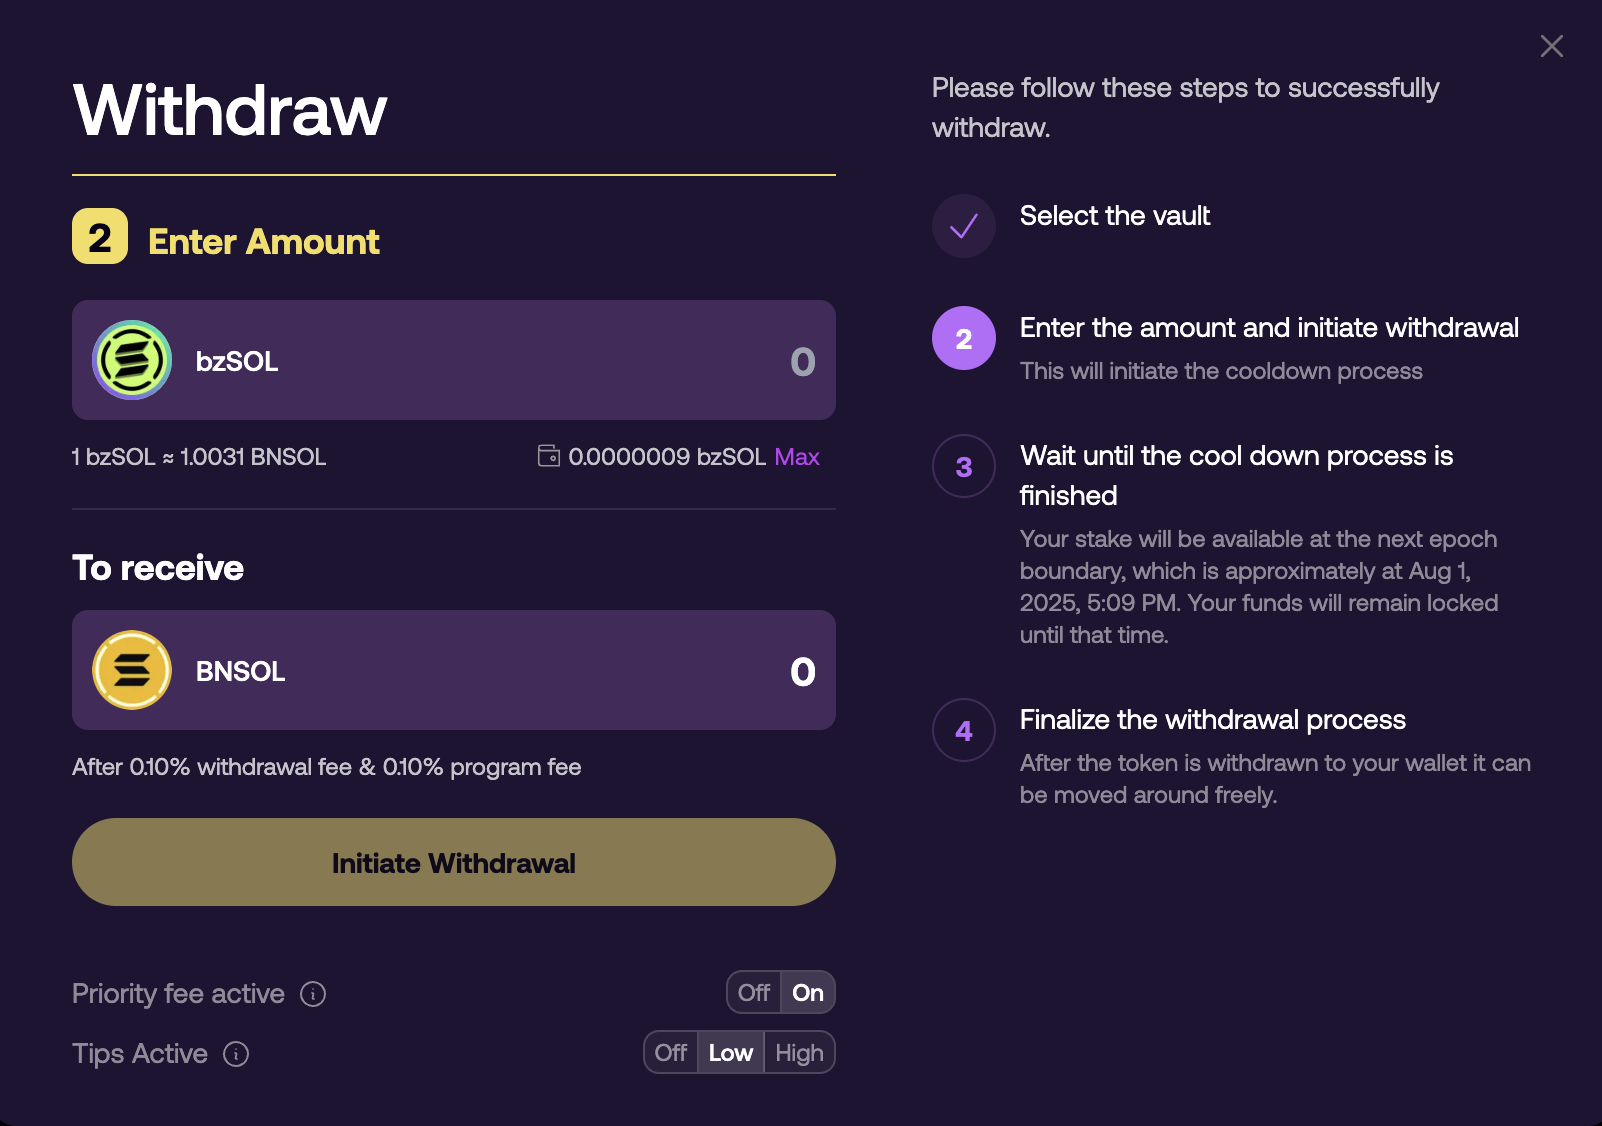 Withdraw
2 Enter Amount
bzSOL 0
1 bzSOL ≈ 1.0031 BNSOL 0.0000009 bzSOL Max
To receive
BNSOL 0
After 0.10% withdrawal fee & 0.10% program fee
Initiate Withdrawal
Priority fee active Off On
Tips Active Off Low High
Please follow these steps to successfully
withdraw.
Select the vault
2 Enter the amount and initiate withdrawal
This will initiate the cooldown process
3 Wait until the cool down process is
finished
Your stake will be available at the next epoch
boundary, which is approximately at Aug 1,
2025, 5:09 PM. Your funds will remain locked
until that time.
4 Finalize the withdrawal process
After the token is withdrawn to your wallet it can
be moved around freely.